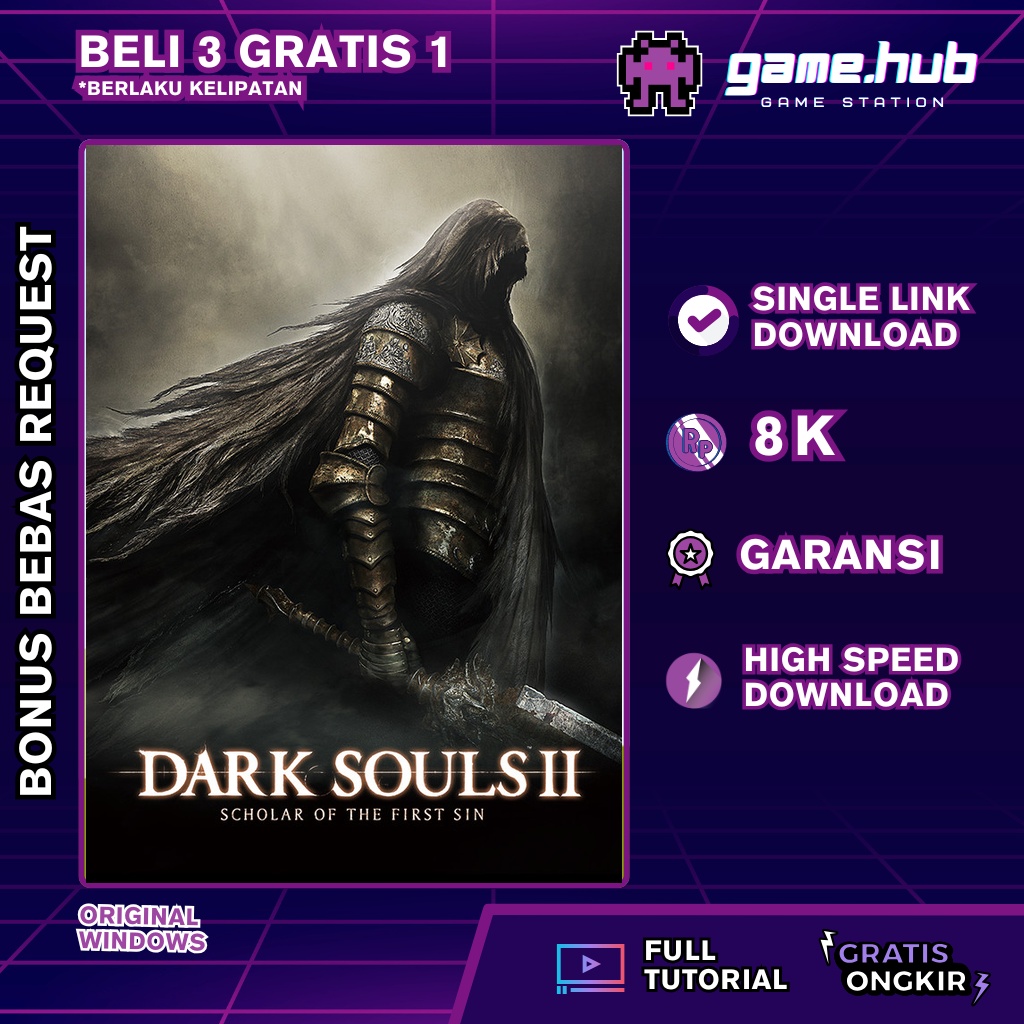 BELI 3 GRATIS 1
*BERLAKU KELIPATAN
game.hub
GAME STATION
BONUS BEBAS REQUEST
DARK SOULS II
SCHOLAR OF THE FIRST SIN
SINGLE LINK
DOWNLOAD
RP
8K
GARANSI
HIGH SPEED
DOWNLOAD
ORIGINAL
WINDOWS
FULL
TUTORIAL
GRATIS
ONGKIR